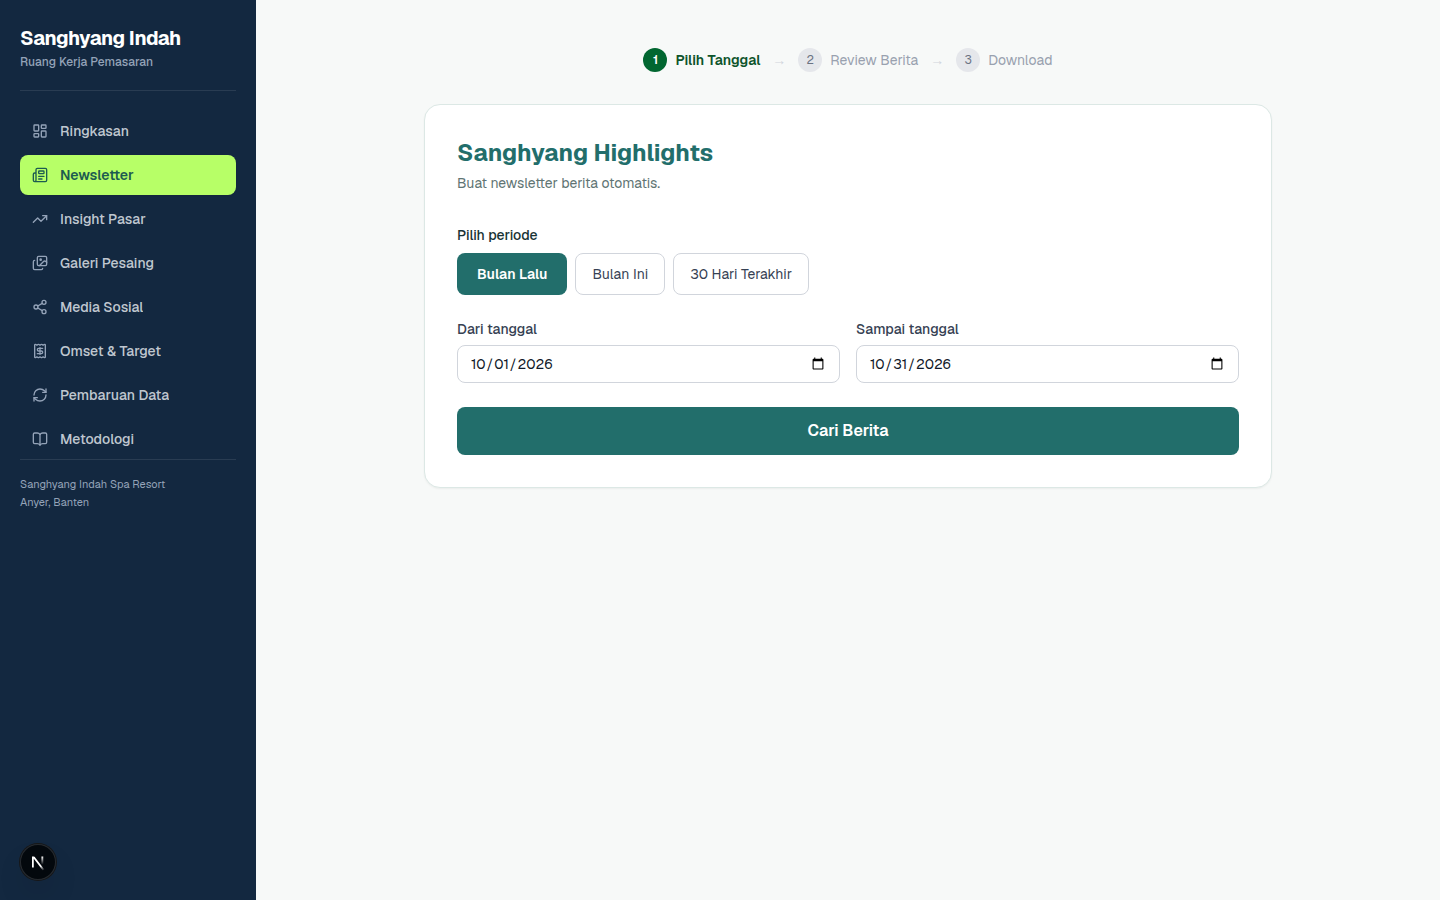 Sanghyang Indah
Ruang Kerja Pemasaran
Ringkasan
Newsletter
Insight Pasar
Galeri Pesaing
Media Sosial
Omset & Target
Pembaruan Data
Metodologi
Sanghyang Indah Spa Resort
Anyer, Banten
N
1 Pilih Tanggal → 2 Review Berita → 3 Download
Sanghyang Highlights
Buat newsletter berita otomatis.
Pilih periode
Bulan Lalu Bulan Ini 30 Hari Terakhir
Dari tanggal Sampai tanggal
10/01/2026 10/31/2026
Cari Berita